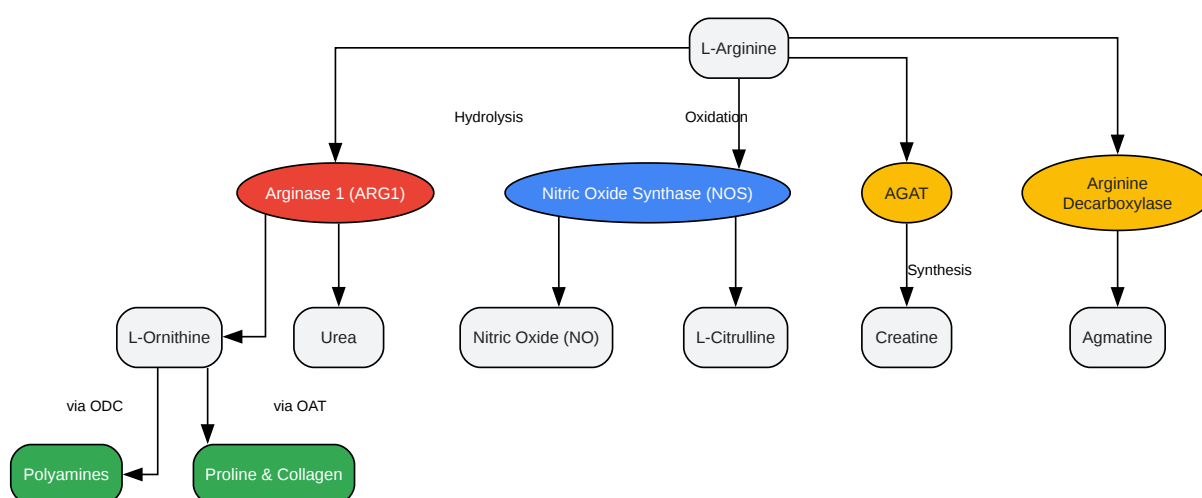 L-Arginine
Hydrolysis
Oxidation
Arginase 1 (ARG1)
Nitric Oxide Synthase (NOS)
AGAT
Arginine
Decarboxylase
Synthesis
L-Ornithine
Urea
Nitric Oxide (NO)
L-Citrulline
Creatine
Agmatine
via ODC
via OAT
Polyamines
Proline & Collagen